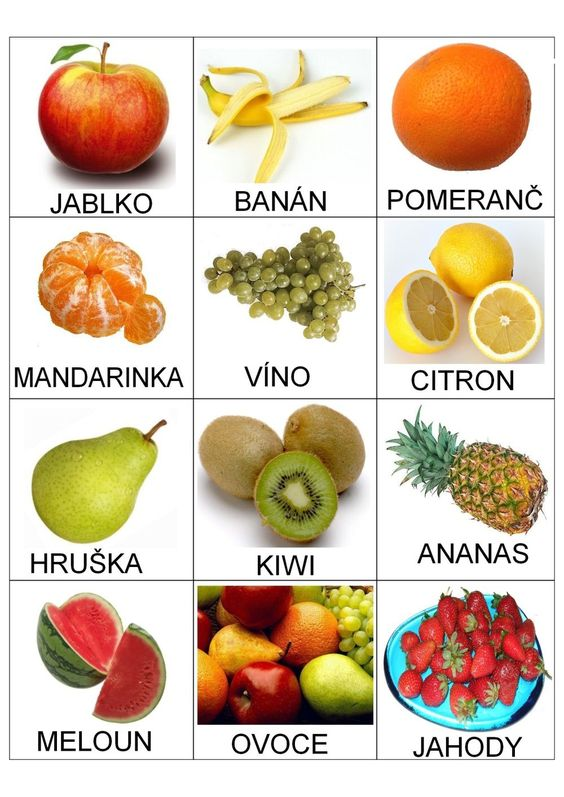 JABLKO
BANÁN
POMERANČ
MANDARINKA
VÍNO
CITRON
HRUŠKA
KIWI
ANANAS
MELOUN
OVOCE
JAHODY